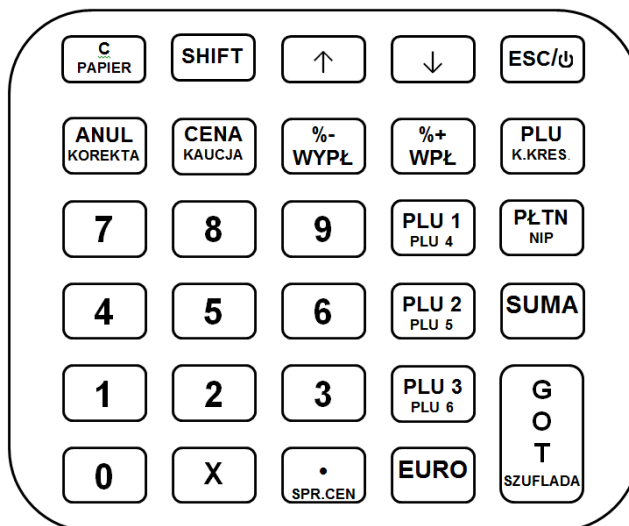 C
PAPIER
SHIFT
↑
↓
ESC/⏻
ANUL
KOREKTA
CENA
KAUCJA
%-
WYPŁ
%+
WPŁ
PLU
K.KRES.
7
8
9
PLU 1
PLU 4
PŁTN
NIP
4
5
6
PLU 2
PLU 5
SUMA
1
2
3
PLU 3
PLU 6
G
O
T
SZUFLADA
0
X
•
SPR.CEN
EURO